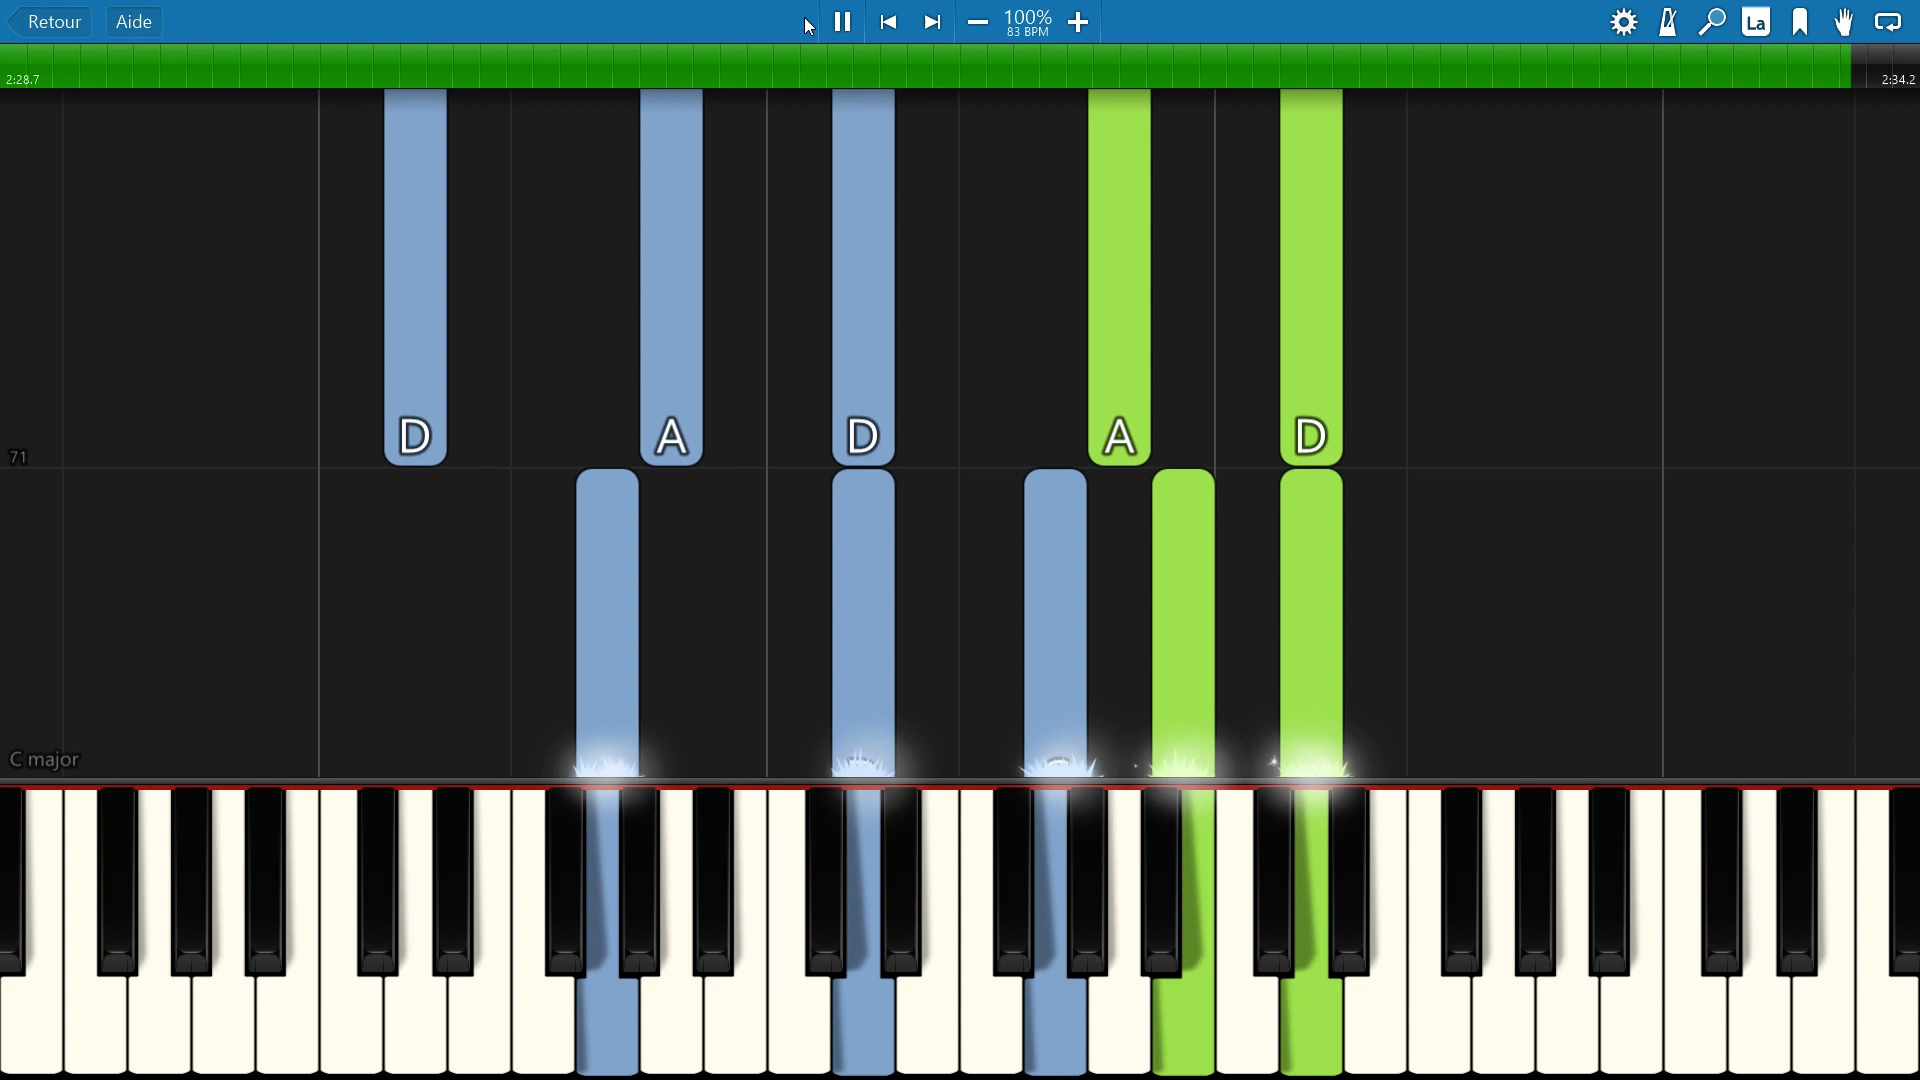 Retour Aide 100% La
83 BPM
2:28.7 2:34.2
D A D A D
71
C major